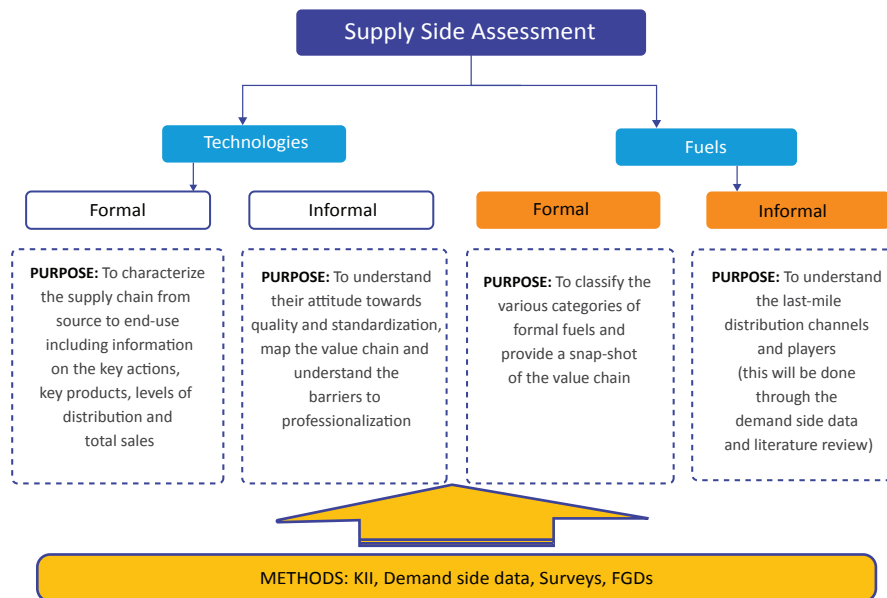 Supply Side Assessment
Technologies
Fuels
Formal
Informal
Formal
Informal
PURPOSE: To characterize
the supply chain from
source to end-use
including information
on the key actions,
key products, levels of
distribution and
total sales
PURPOSE: To understand
their attitude towards
quality and standardization,
map the value chain and
understand the
barriers to
professionalization
PURPOSE: To classify the
various categories of
formal fuels and
provide a snap-shot
of the value chain
PURPOSE: To understand
the last-mile
distribution channels
and players
(this will be done
through the
demand side data
and literature review)
METHODS: KII, Demand side data, Surveys, FGDs